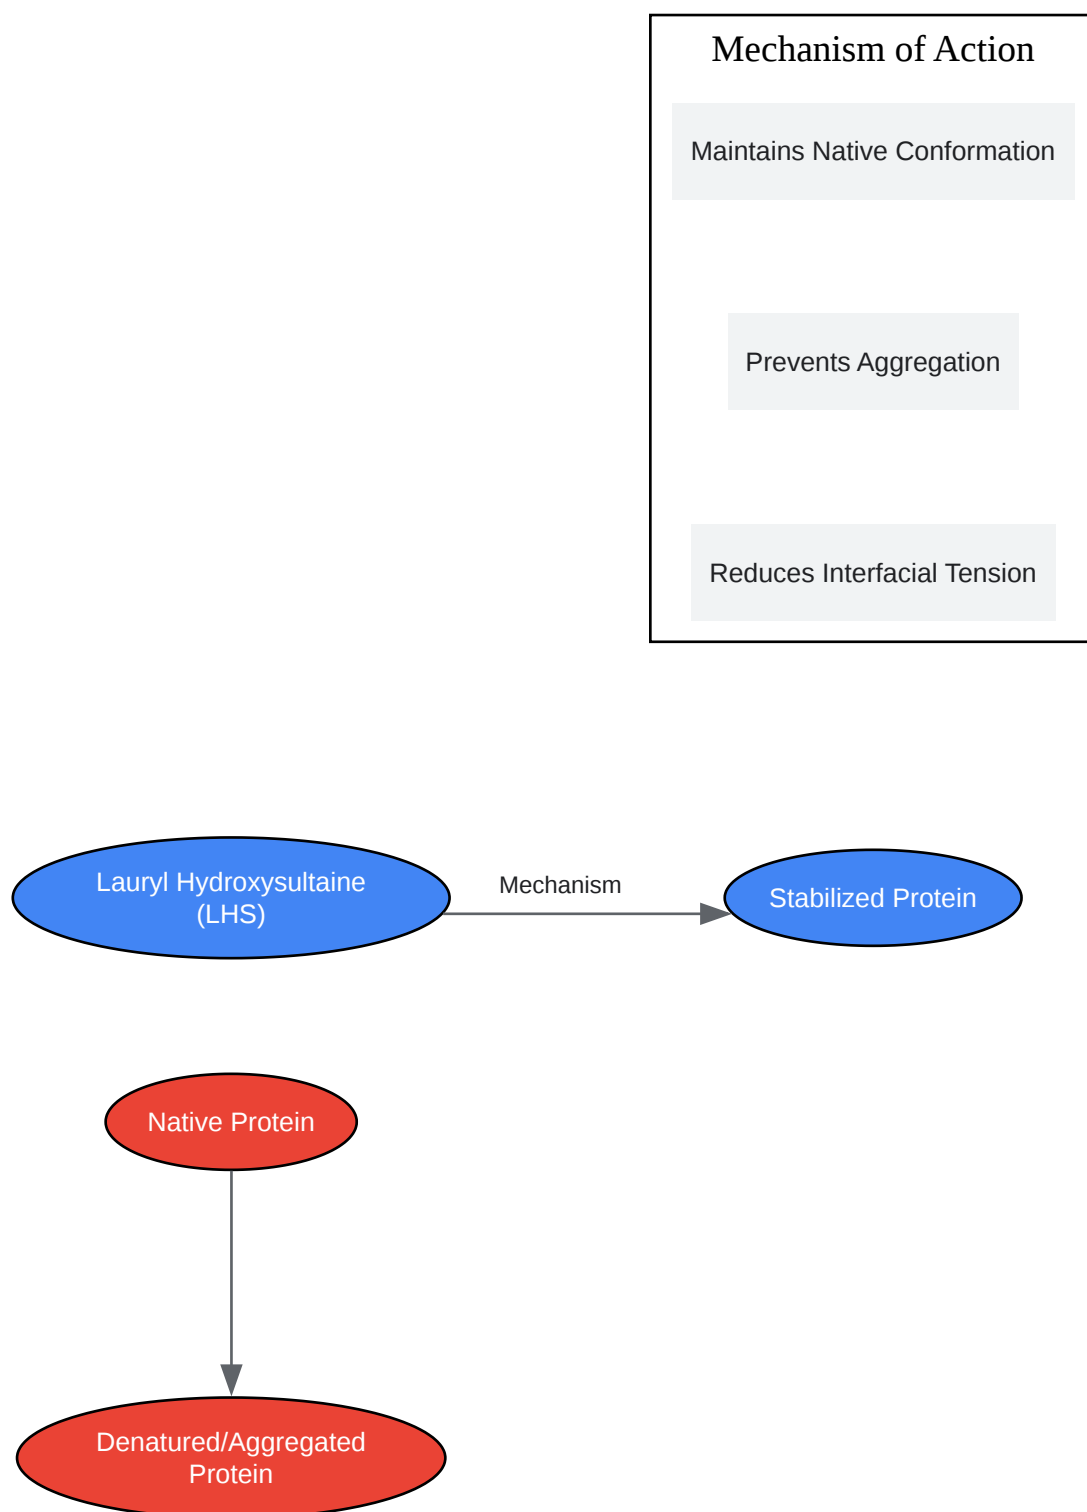 Mechanism of Action
Maintains Native Conformation
Prevents Aggregation
Reduces Interfacial Tension
Lauryl Hydroxysultaine
(LHS)
Mechanism
Stabilized Protein
Native Protein
Denatured/Aggregated
Protein